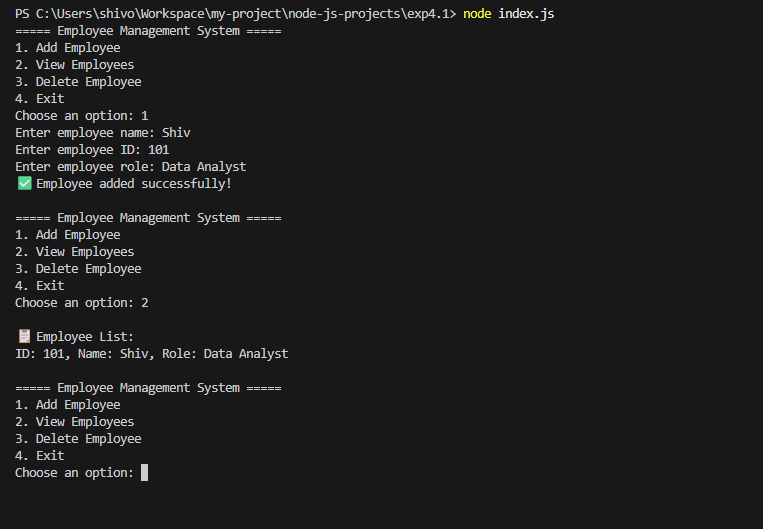 PS C:\Users\shivo\Workspace\my-project\node-js-projects\exp4.1> node index.js
===== Employee Management System =====
1. Add Employee
2. View Employees
3. Delete Employee
4. Exit
Choose an option: 1
Enter employee name: Shiv
Enter employee ID: 101
Enter employee role: Data Analyst
✅ Employee added successfully!

===== Employee Management System =====
1. Add Employee
2. View Employees
3. Delete Employee
4. Exit
Choose an option: 2

📋 Employee List:
ID: 101, Name: Shiv, Role: Data Analyst

===== Employee Management System =====
1. Add Employee
2. View Employees
3. Delete Employee
4. Exit
Choose an option: